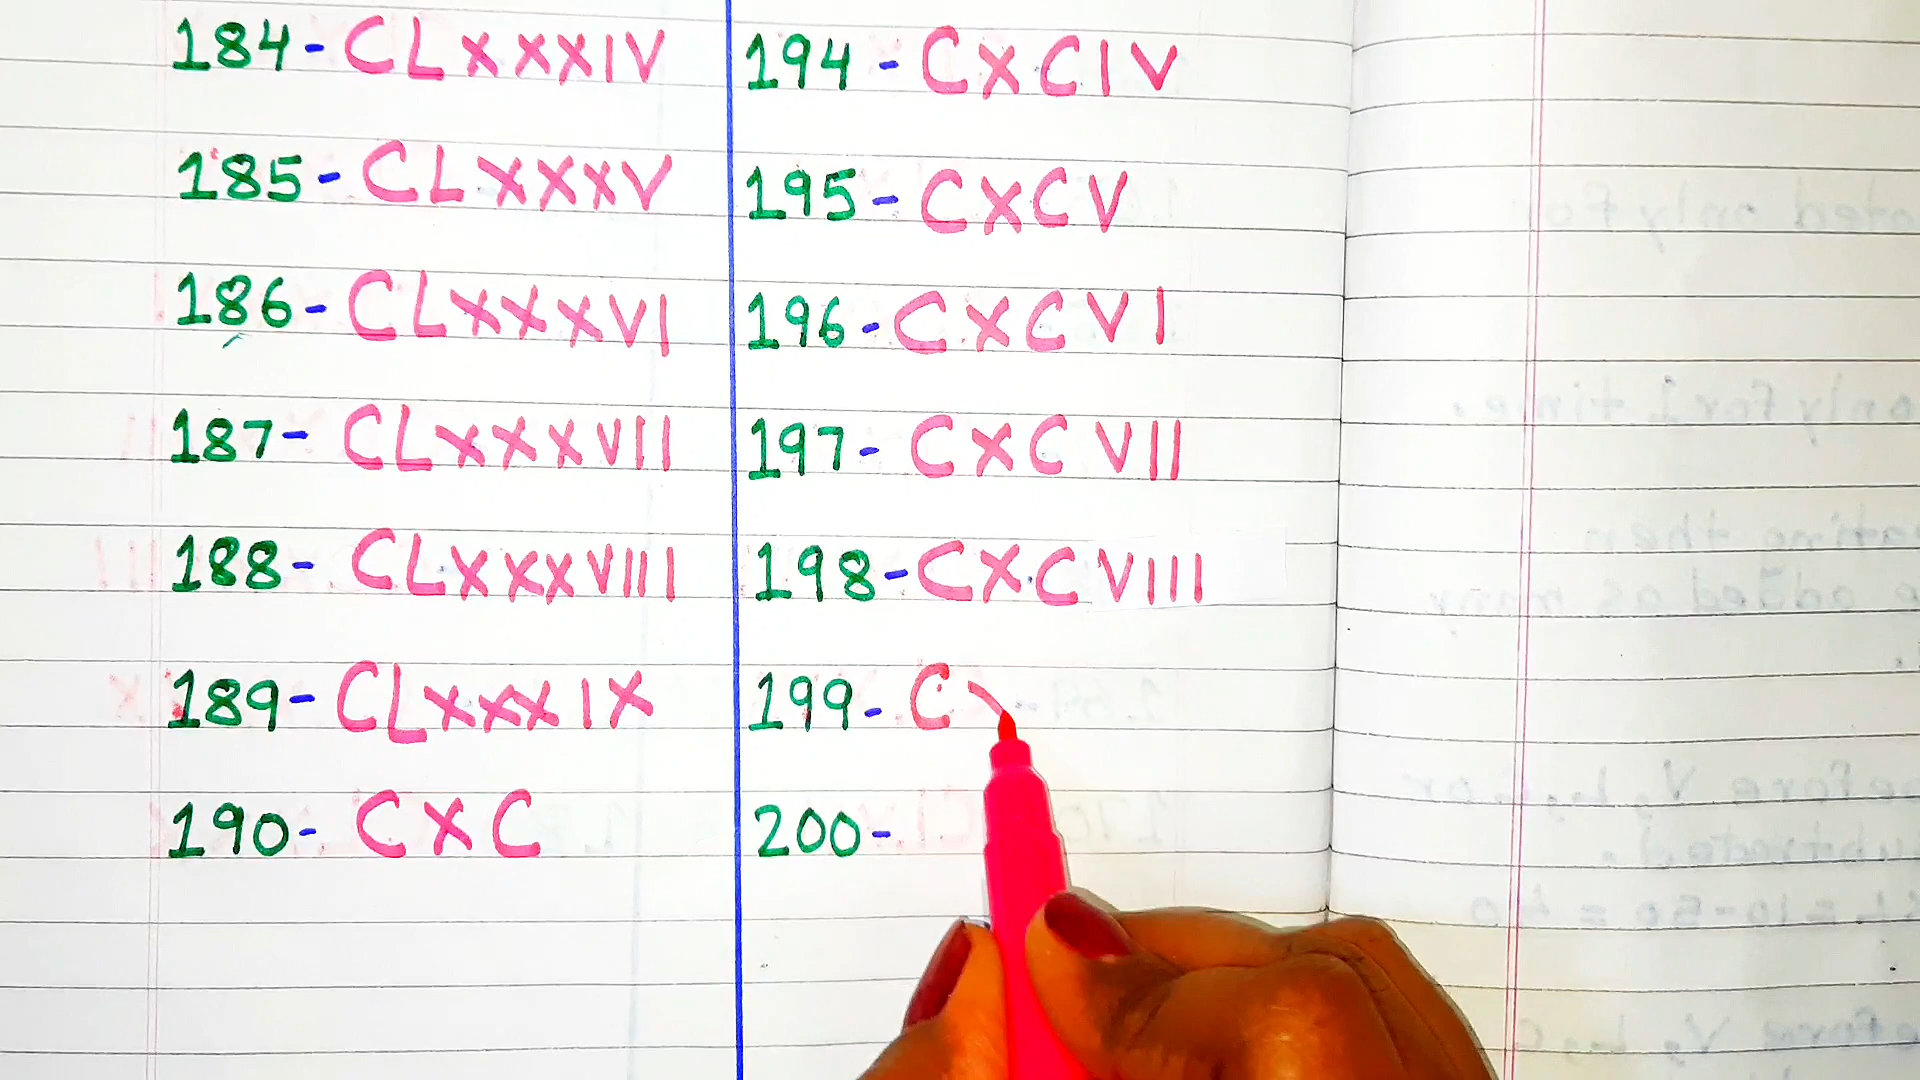 184 - CLXXXIV
185 - CLXXXV
186 - CLXXXVI
187 - CLXXXVII
188 - CLXXXVIII
189 - CLXXXIX
190 - CXC
194 - CXCIV
195 - CXCV
196 - CXCVI
197 - CXCVII
198 - CXCVIII
199 - C
200 -